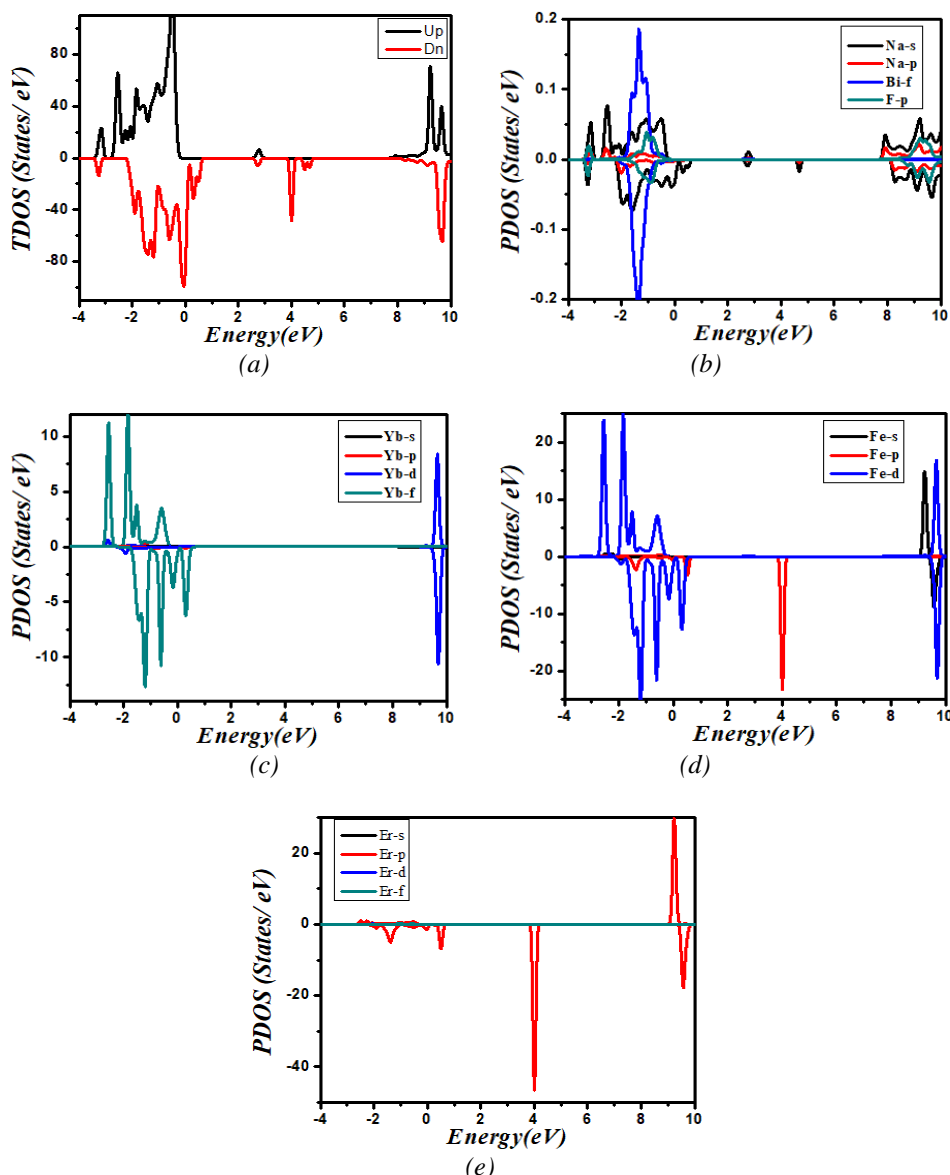 Up
Dn
80
40
0
-40
-80
TDOS (States/ eV)
-4 -2 0 2 4 6 8 10
Energy(eV)
(a)
Na-s
Na-p
Bi-f
F-p
0.2
0.1
0.0
-0.1
-0.2
PDOS (States/ eV)
-4 -2 0 2 4 6 8 10
Energy(eV)
(b)
Yb-s
Yb-p
Yb-d
Yb-f
10
5
0
-5
-10
PDOS (States/ eV)
-4 -2 0 2 4 6 8 10
Energy(eV)
(c)
Fe-s
Fe-p
Fe-d
20
10
0
-10
-20
PDOS (States/ eV)
-4 -2 0 2 4 6 8 10
Energy(eV)
(d)
Er-s
Er-p
Er-d
Er-f
20
0
-20
-40
PDOS (States/ eV)
-4 -2 0 2 4 6 8 10
Energy(eV)
(e)